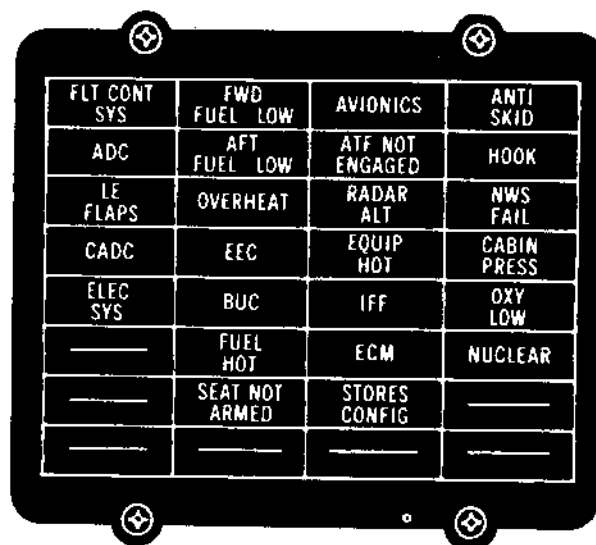 FLT CONT
SYS
FWD
FUEL LOW
AVIONICS
ANTI
SKID
ADC
AFT
FUEL LOW
ATF NOT
ENGAGED
HOOK
LE
FLAPS
OVERHEAT
RADAR
ALT
NWS
FAIL
CADC
EEC
EQUIP
HOT
CABIN
PRESS
ELEC
SYS
BUC
IFF
OXY
LOW
FUEL
HOT
ECM
NUCLEAR
SEAT NOT
ARMED
STORES
CONFIG